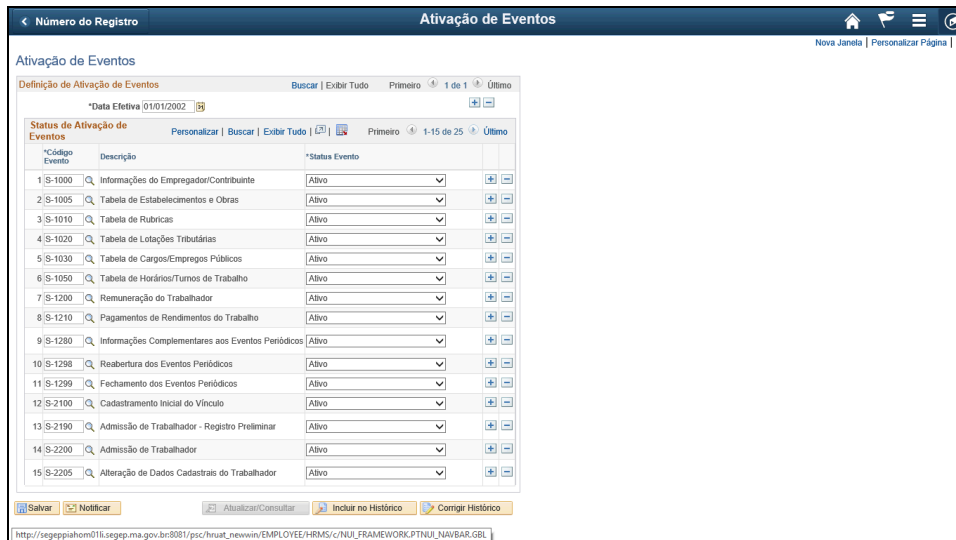 Número do Registro
Ativação de Eventos
Nova Janela | Personalizar Página |
Ativação de Eventos
Definição de Ativação de Eventos Buscar | Exibir Tudo Primeiro 1 de 1 Último
*Data Efetiva 01/01/2002
Status de Ativação de Eventos Personalizar | Buscar | Exibir Tudo | | Primeiro 1-15 de 25 Último
*Código Evento Descrição *Status Evento
1 S-1000 Informações do Empregador/Contribuinte Ativo
2 S-1005 Tabela de Estabelecimentos e Obras Ativo
3 S-1010 Tabela de Rubricas Ativo
4 S-1020 Tabela de Lotações Tributárias Ativo
5 S-1030 Tabela de Cargos/Empregos Públicos Ativo
6 S-1050 Tabela de Horários/Turnos de Trabalho Ativo
7 S-1200 Remuneração do Trabalhador Ativo
8 S-1210 Pagamentos de Rendimentos do Trabalho Ativo
9 S-1280 Informações Complementares aos Eventos Periódicos Ativo
10 S-1298 Reabertura dos Eventos Periódicos Ativo
11 S-1299 Fechamento dos Eventos Periódicos Ativo
12 S-2100 Cadastramento Inicial do Vínculo Ativo
13 S-2190 Admissão de Trabalhador - Registro Preliminar Ativo
14 S-2200 Admissão de Trabalhador Ativo
15 S-2205 Alteração de Dados Cadastrais do Trabalhador Ativo
Salvar Notificar Atualizar/Consultar Incluir no Histórico Corrigir Histórico
http://segeppiahom01li.segep.ma.gov.br:8081/psc/hruat_newwin/EMPLOYEE/HRMS/c/NUI_FRAMEWORK.PTNUI_NAVBAR.GBL